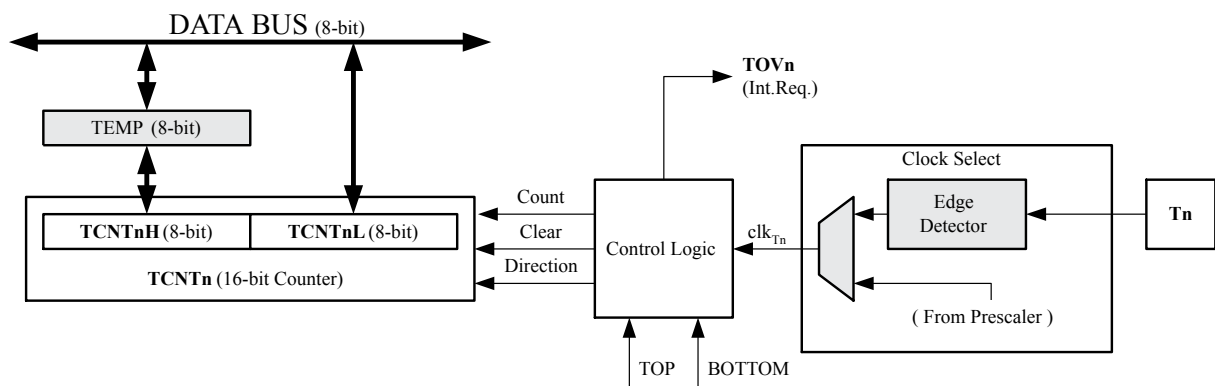 DATA BUS (8-bit)
TOVn
(Int.Req.)
TEMP (8-bit)
Clock Select
Count
Edge
Detector
Tn
TCNTnH (8-bit)
TCNTnL (8-bit)
Clear
Control Logic
clkTn
TCNTn (16-bit Counter)
Direction
( From Prescaler )
TOP
BOTTOM